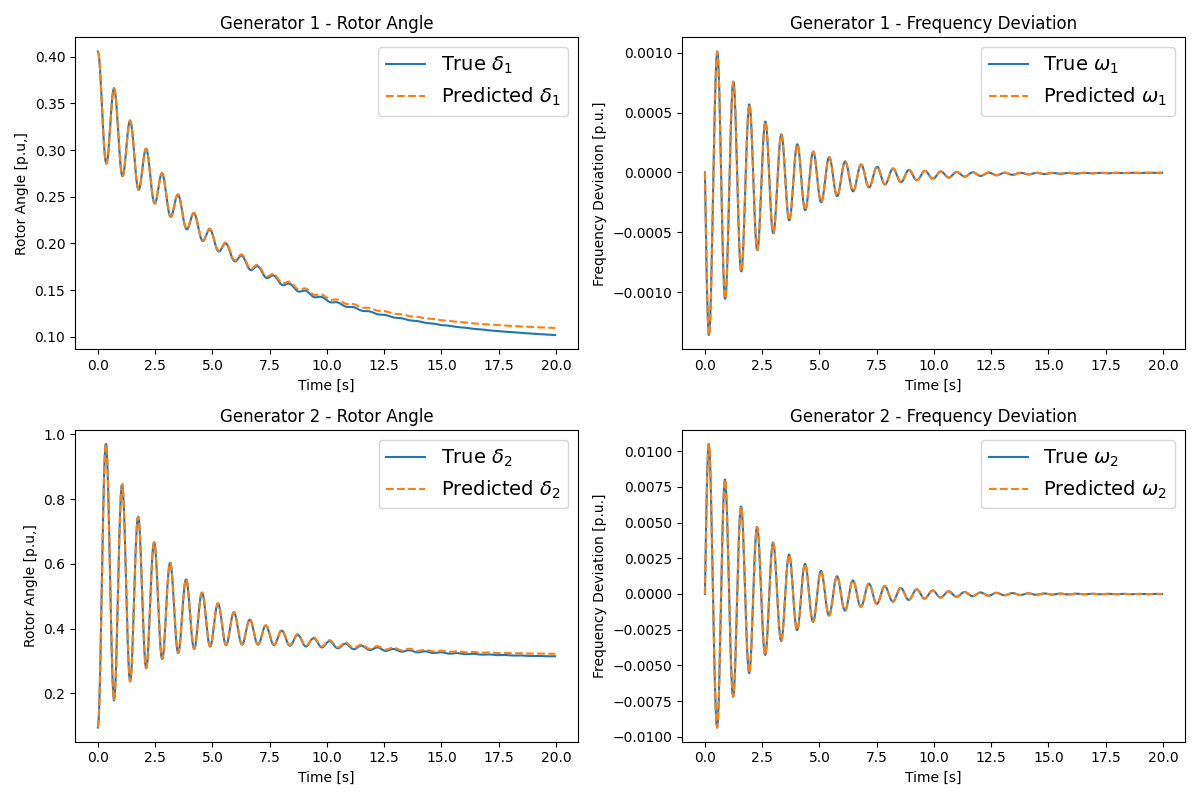 Generator 1 - Rotor Angle
Rotor Angle [p.u,]
0.40
0.35
0.30
0.25
0.20
0.15
0.10
True δ₁
Predicted δ₁
0.0 2.5 5.0 7.5 10.0 12.5 15.0 17.5 20.0
Time [s]
Generator 1 - Frequency Deviation
Frequency Deviation [p.u.]
0.0010
0.0005
0.0000
−0.0005
−0.0010
True ω₁
Predicted ω₁
0.0 2.5 5.0 7.5 10.0 12.5 15.0 17.5 20.0
Time [s]
Generator 2 - Rotor Angle
Rotor Angle [p.u,]
1.0
0.8
0.6
0.4
0.2
True δ₂
Predicted δ₂
0.0 2.5 5.0 7.5 10.0 12.5 15.0 17.5 20.0
Time [s]
Generator 2 - Frequency Deviation
Frequency Deviation [p.u.]
0.0100
0.0075
0.0050
0.0025
0.0000
−0.0025
−0.0050
−0.0075
−0.0100
True ω₂
Predicted ω₂
0.0 2.5 5.0 7.5 10.0 12.5 15.0 17.5 20.0
Time [s]